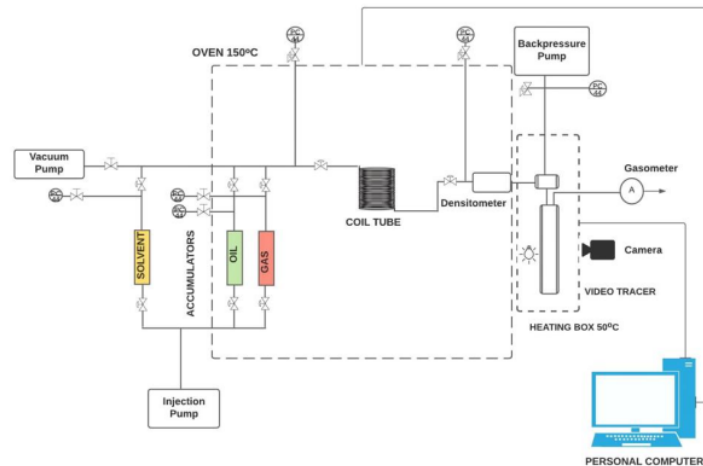 OVEN 150ºC
Backpressure
Pump
Vacuum
Pump
Gasometer
A
COIL TUBE
Densitometer
SOLVENT
ACCUMULATORS
OIL
GAS
Camera
VIDEO TRACER
HEATING BOX 50ºC
Injection
Pump
PERSONAL COMPUTER